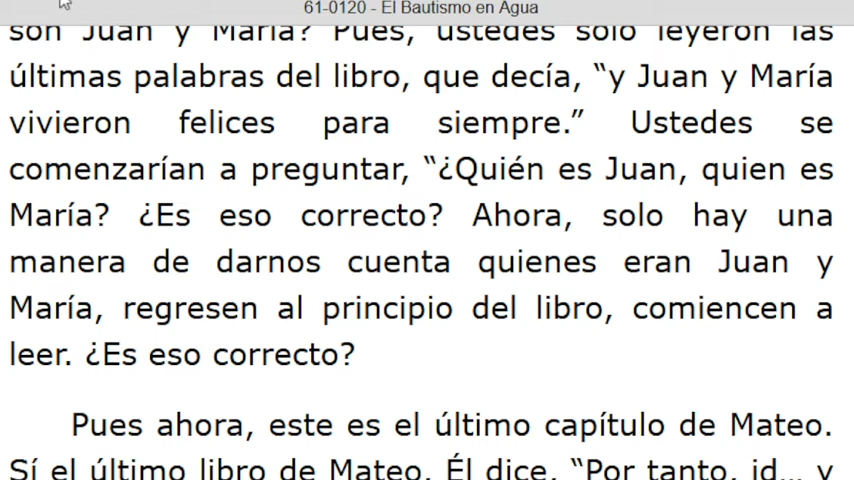 61-0120 - El Bautismo en Agua
son Juan y María? Pues, ustedes solo leyeron las
últimas palabras del libro, que decía, “y Juan y María
vivieron felices para siempre.” Ustedes se
comenzarían a preguntar, “¿Quién es Juan, quien es
María? ¿Es eso correcto? Ahora, solo hay una
manera de darnos cuenta quienes eran Juan y
María, regresen al principio del libro, comiencen a
leer. ¿Es eso correcto?
Pues ahora, este es el último capítulo de Mateo.
Sí el último libro de Mateo. Él dice, “Por tanto, id... y